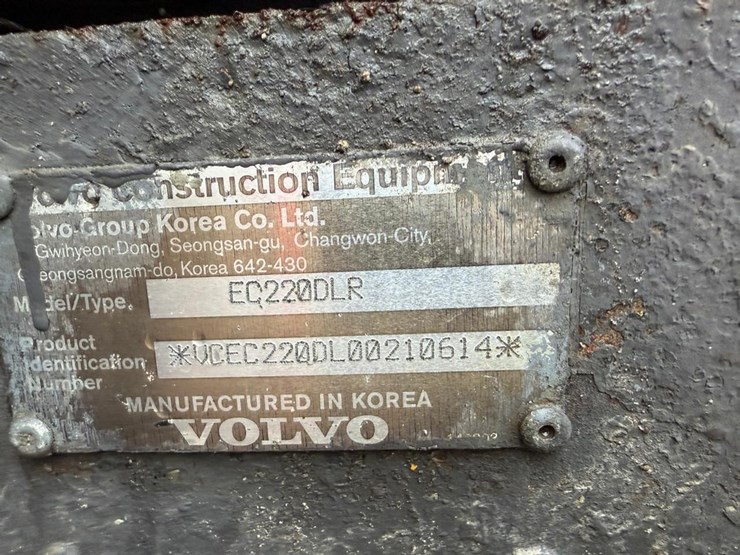 Construction Equipment
Volvo Group Korea Co. Ltd.
Gwihyeon-Dong, Seongsan-gu, Changwon-City,
Gyeongsangnam-do, Korea 642-430
Model/Type. EC220DLR
Product
Identification *VCEC220DL00210614*
Number
MANUFACTURED IN KOREA
VOLVO